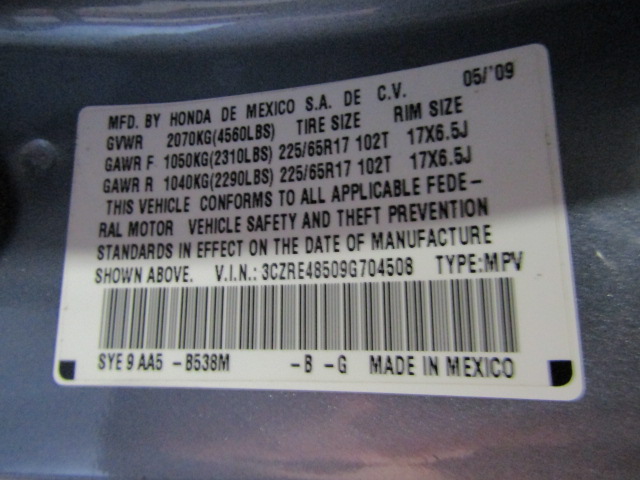 MFD. BY HONDA DE MEXICO S.A. DE C.V. 05/'09
GVWR 2070KG(4560LBS) TIRE SIZE RIM SIZE
GAWR F 1050KG(2310LBS) 225/65R17 102T 17X6.5J
GAWR R 1040KG(2290LBS) 225/65R17 102T 17X6.5J
THIS VEHICLE CONFORMS TO ALL APPLICABLE FEDE-
RAL MOTOR VEHICLE SAFETY AND THEFT PREVENTION
STANDARDS IN EFFECT ON THE DATE OF MANUFACTURE
SHOWN ABOVE. V.I.N.: 3CZRE48509G704508 TYPE:MPV
SYE 9 AA5 -B538M -B -G MADE IN MEXICO